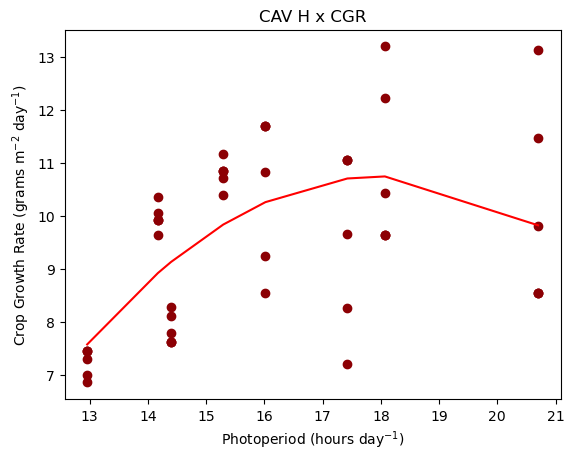 CAV H x CGR
Crop Growth Rate (grams m⁻² day⁻¹)
13
12
11
10
9
8
7
13 14 15 16 17 18 19 20 21
Photoperiod (hours day⁻¹)